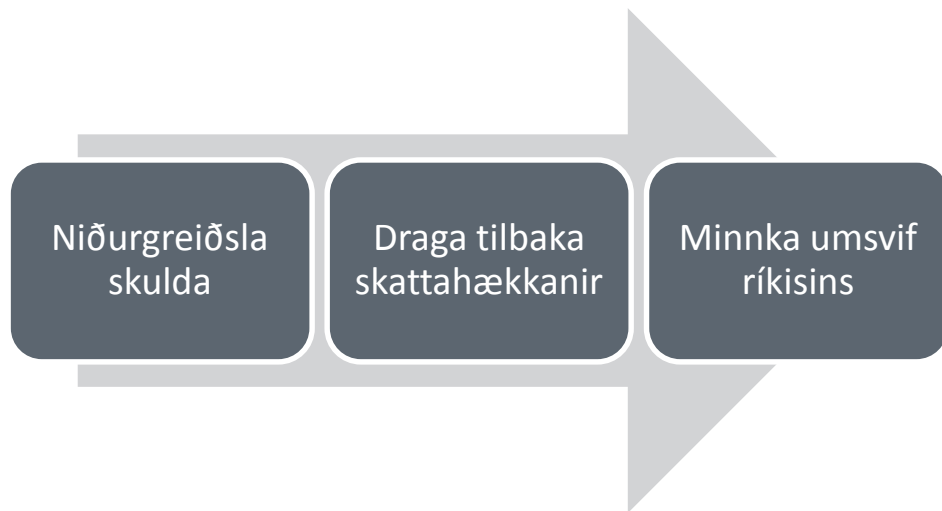 Niðurgreiðsla
skulda
Draga tilbaka
skattahækkanir
Minnka umsvif
ríkisins